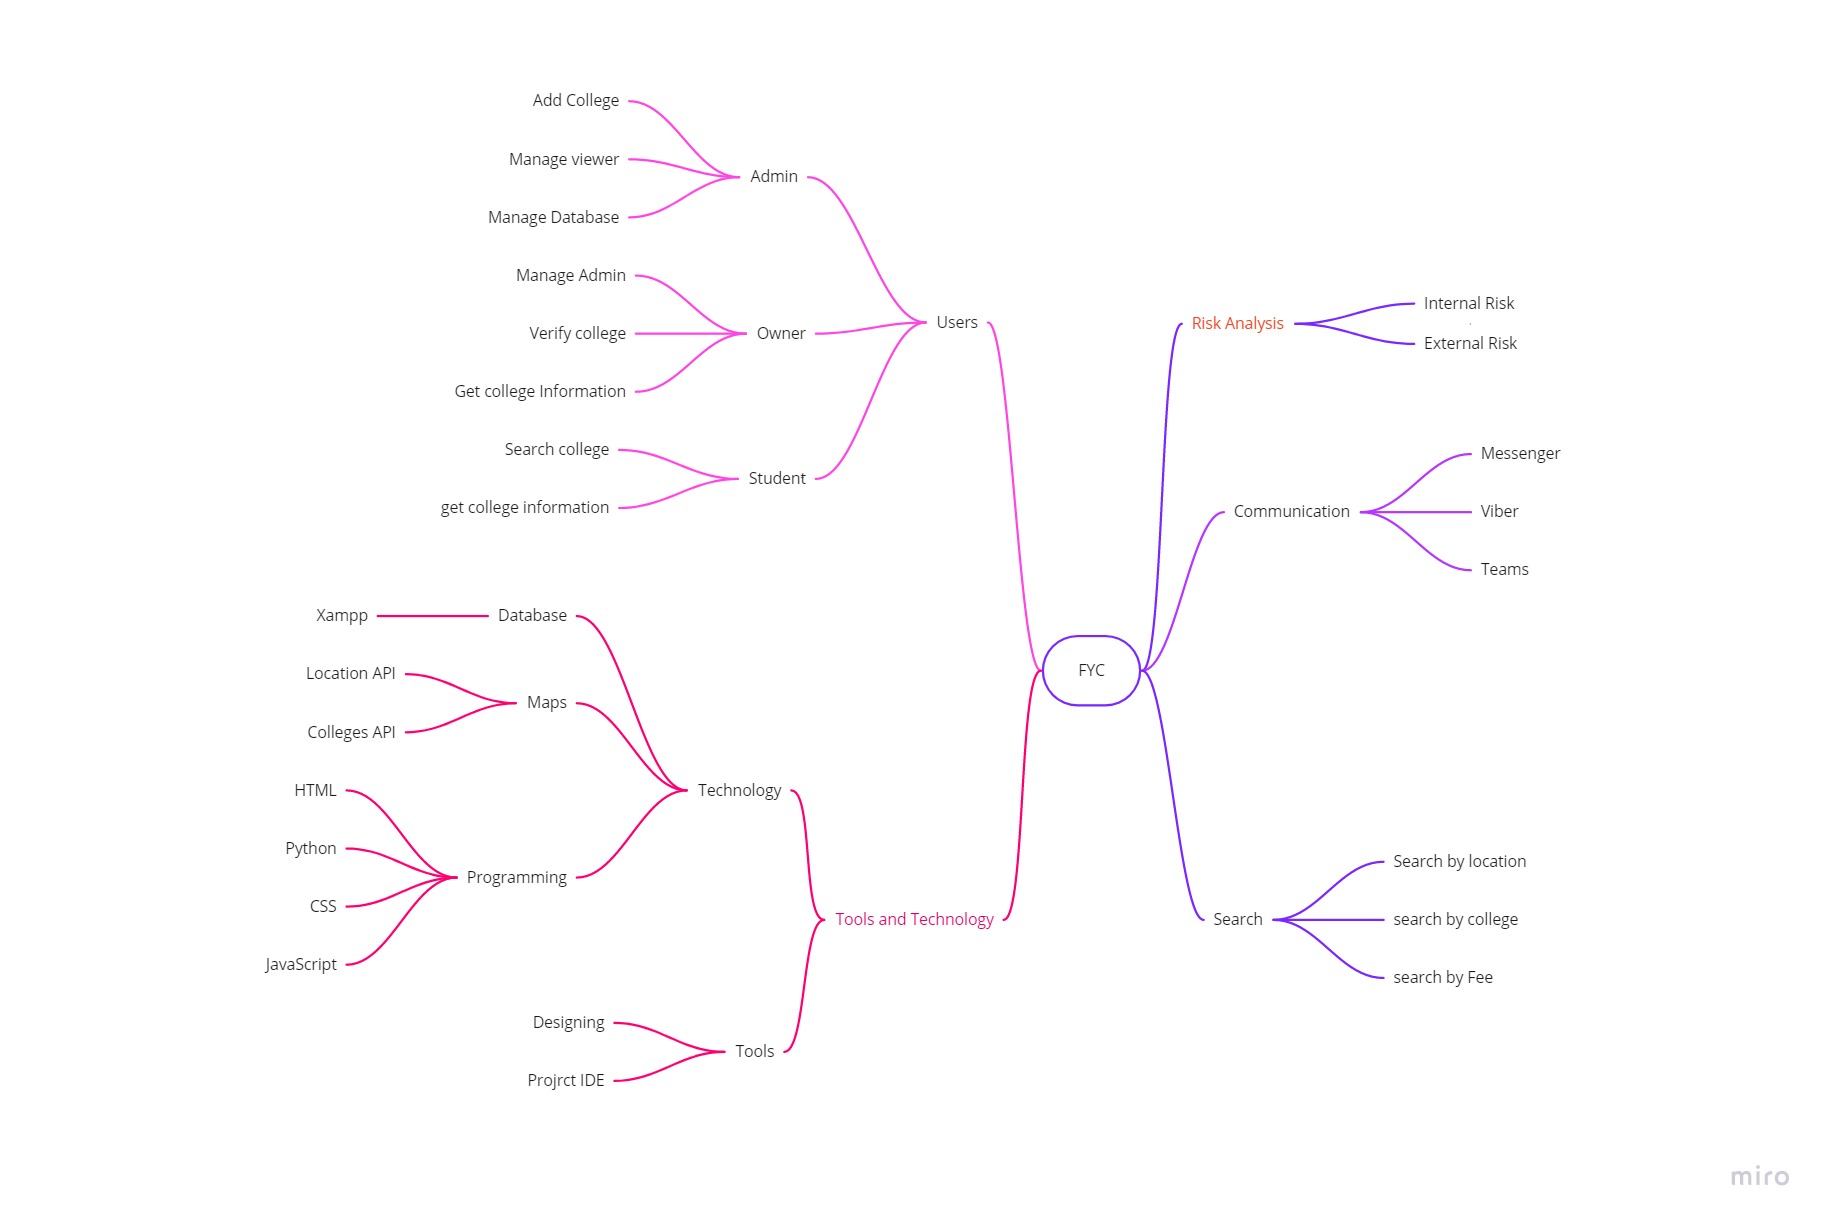 Add College
Manage viewer
Manage Database
Admin
Manage Admin
Verify college
Get college Information
Owner
Search college
get college information
Student
Users
Xampp
Database
Location API
Colleges API
Maps
HTML
Python
CSS
JavaScript
Programming
Technology
Designing
Projrct IDE
Tools
Tools and Technology
FYC
Risk Analysis
Internal Risk
External Risk
Communication
Messenger
Viber
Teams
Search
Search by location
search by college
search by Fee
miro